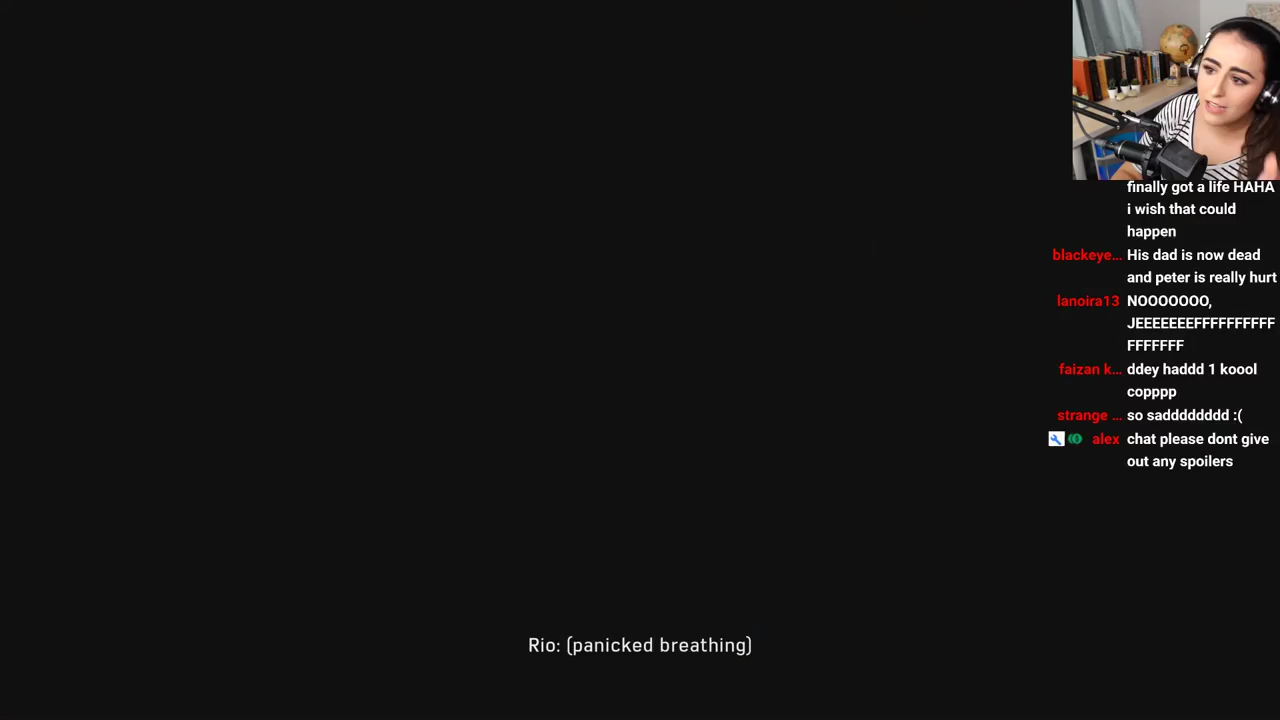 finally got a life HAHA
i wish that could
happen
blackeye... His dad is now dead
and peter is really hurt
lanoira13 NOOOOOOO,
JEEEEEEEFFFFFFFFFF
FFFFFFF
faizan k... ddey haddd 1 koool
copppp
strange ... so sadddddddd :(
alex chat please dont give
out any spoilers
Rio: (panicked breathing)